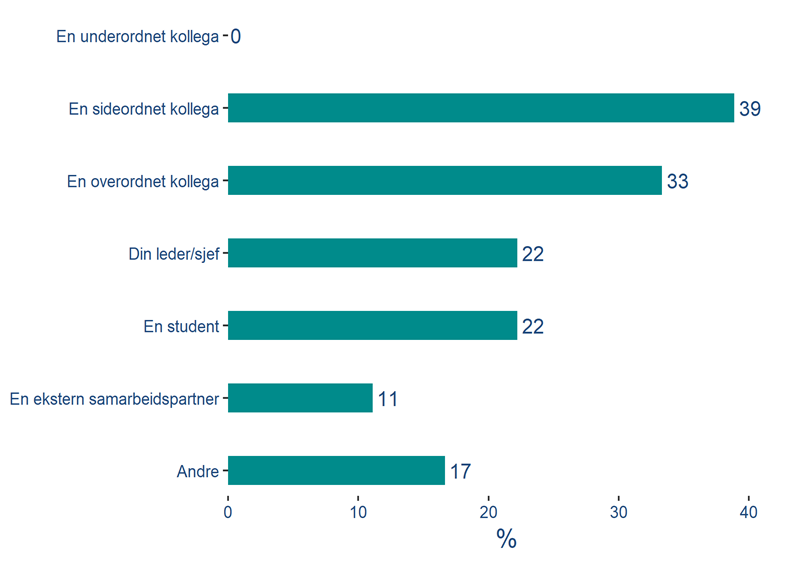 En underordnet kollega 0
En sideordnet kollega 39
En overordnet kollega 33
Din leder/sjef 22
En student 22
En ekstern samarbeidspartner 11
Andre 17
0 10 20 30 40
%